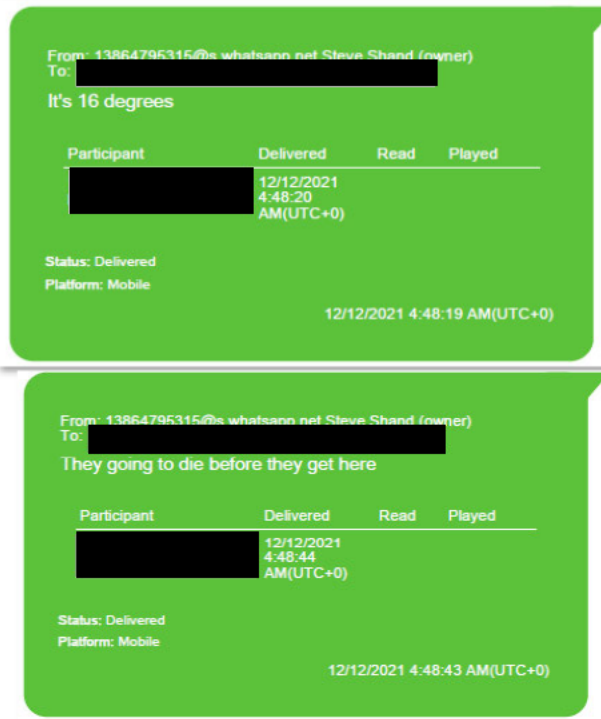 From: 13864795315@s.whatsapp.net Steve Shand (owner)
To:
It's 16 degrees
Participant Delivered Read Played
12/12/2021
4:48:20
AM(UTC+0)
Status: Delivered
Platform: Mobile
12/12/2021 4:48:19 AM(UTC+0)
From: 13864795315@s.whatsapp.net Steve Shand (owner)
To:
They going to die before they get here
Participant Delivered Read Played
12/12/2021
4:48:44
AM(UTC+0)
Status: Delivered
Platform: Mobile
12/12/2021 4:48:43 AM(UTC+0)